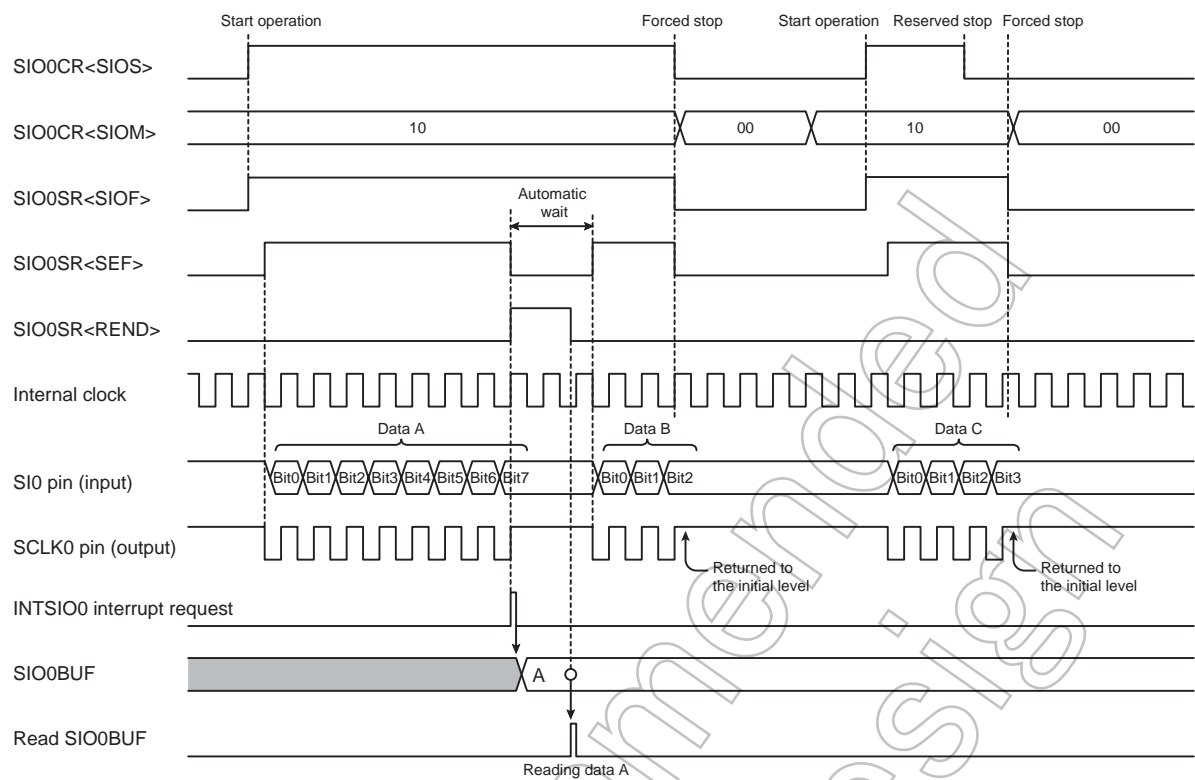 Start operation
Forced stop
Start operation
Reserved stop
Forced stop
SIO0CR<SIOS>
SIO0CR<SIOM>
10
00
10
00
SIO0SR<SIOF>
Automatic
wait
SIO0SR<SEF>
SIO0SR<REND>
Internal clock
Data A
Data B
Data C
SI0 pin (input)
Bit0 Bit1 Bit2 Bit3 Bit4 Bit5 Bit6 Bit7
Bit0 Bit1 Bit2
Bit0 Bit1 Bit2 Bit3
SCLK0 pin (output)
Returned to
the initial level
Returned to
the initial level
INTSIO0 interrupt request
SIO0BUF
A
Read SIO0BUF
Reading data A